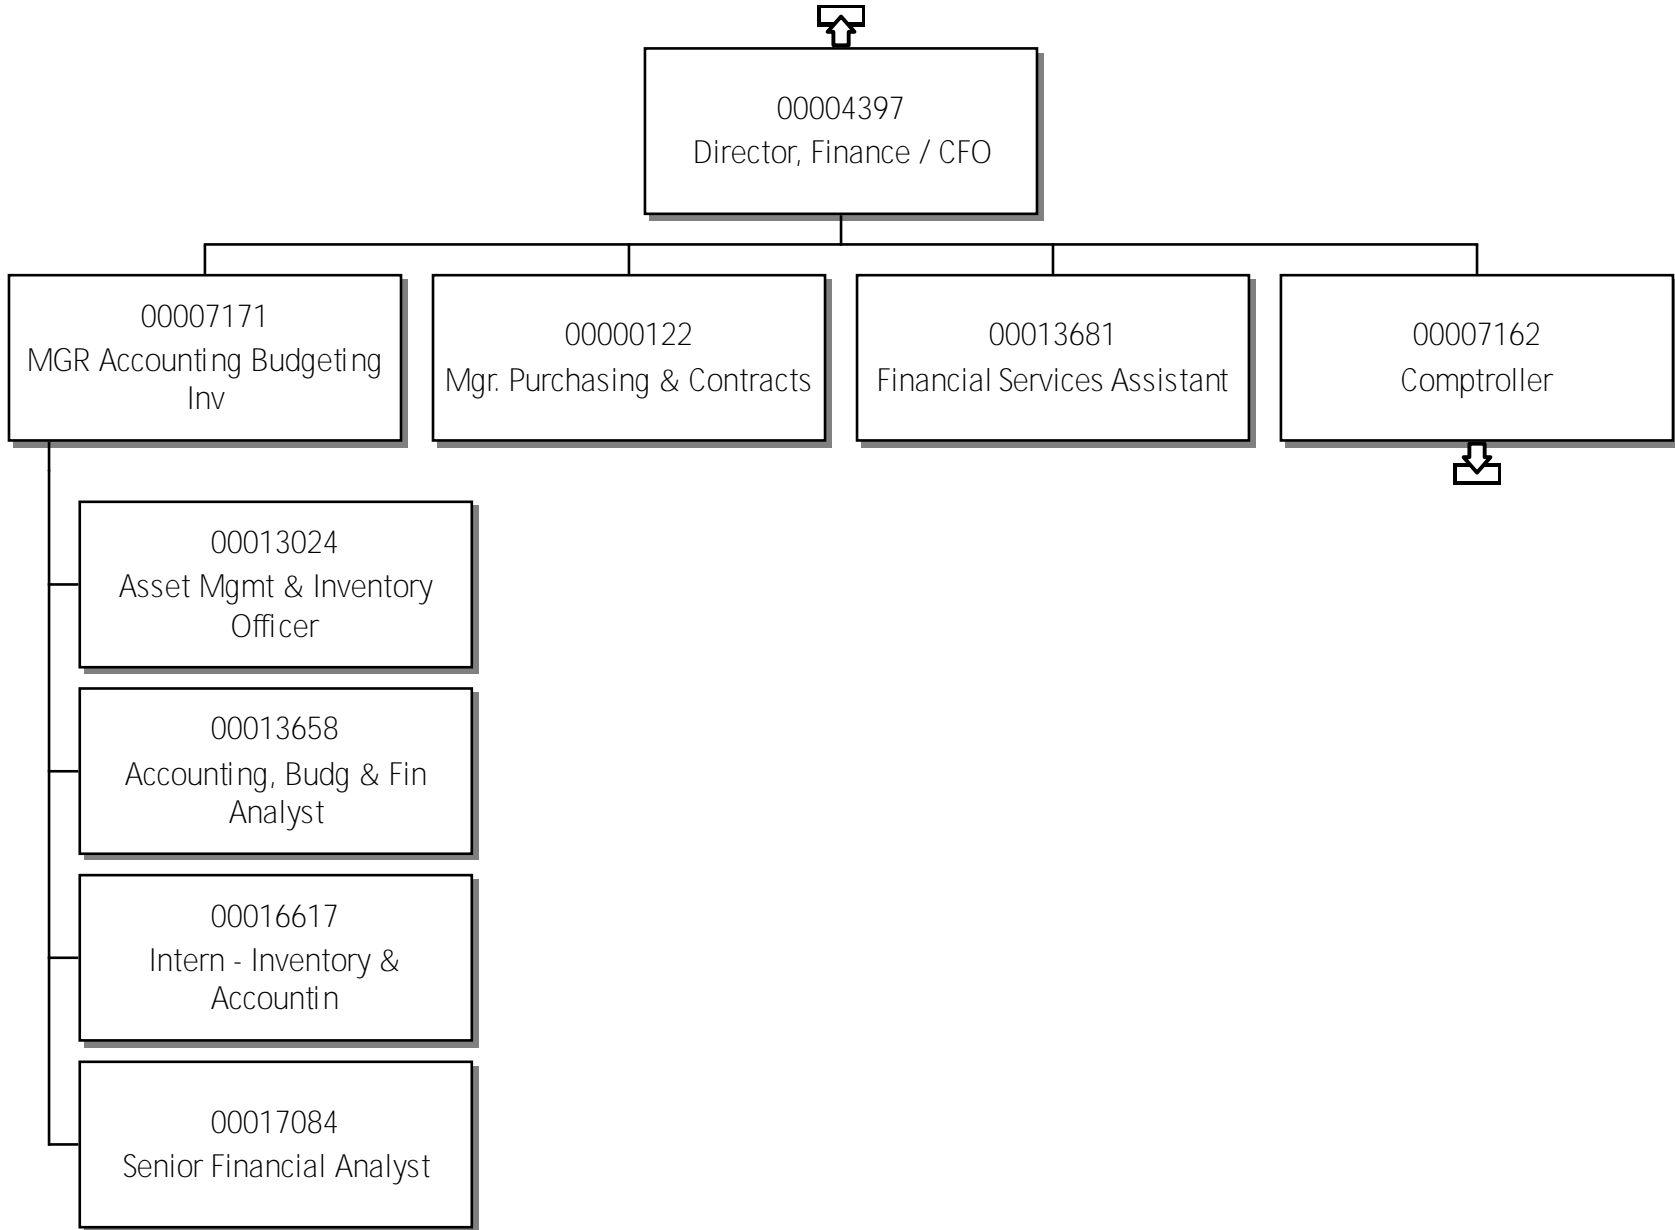 00004397
Director, Finance / CFO
00007171
MGR Accounting Budgeting
Inv
00000122
Mgr. Purchasing & Contracts
00013681
Financial Services Assistant
00007162
Comptroller
00013024
Asset Mgmt & Inventory
Officer
00013658
Accounting, Budg & Fin
Analyst
00016617
Intern - Inventory &
Accountin
00017084
Senior Financial Analyst